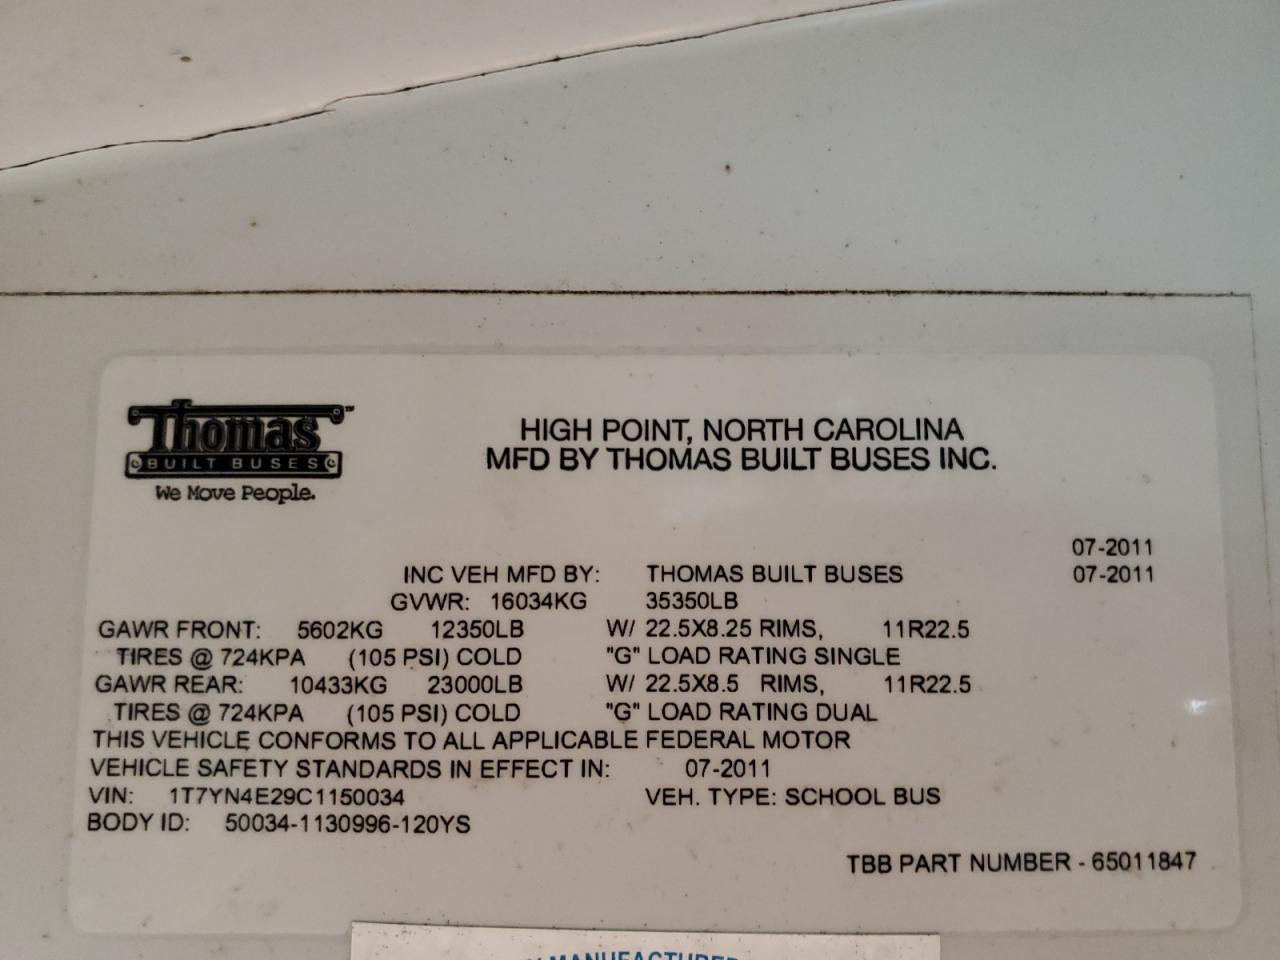 Thomas™
BUILT BUSES
We Move People.
HIGH POINT, NORTH CAROLINA
MFD BY THOMAS BUILT BUSES INC.
07-2011
INC VEH MFD BY: THOMAS BUILT BUSES 07-2011
GVWR: 16034KG 35350LB
GAWR FRONT: 5602KG 12350LB W/ 22.5X8.25 RIMS, 11R22.5
TIRES @ 724KPA (105 PSI) COLD "G" LOAD RATING SINGLE
GAWR REAR: 10433KG 23000LB W/ 22.5X8.5 RIMS, 11R22.5
TIRES @ 724KPA (105 PSI) COLD "G" LOAD RATING DUAL
THIS VEHICLE CONFORMS TO ALL APPLICABLE FEDERAL MOTOR
VEHICLE SAFETY STANDARDS IN EFFECT IN: 07-2011
VIN: 1T7YN4E29C1150034 VEH. TYPE: SCHOOL BUS
BODY ID: 50034-1130996-120YS
TBB PART NUMBER - 65011847